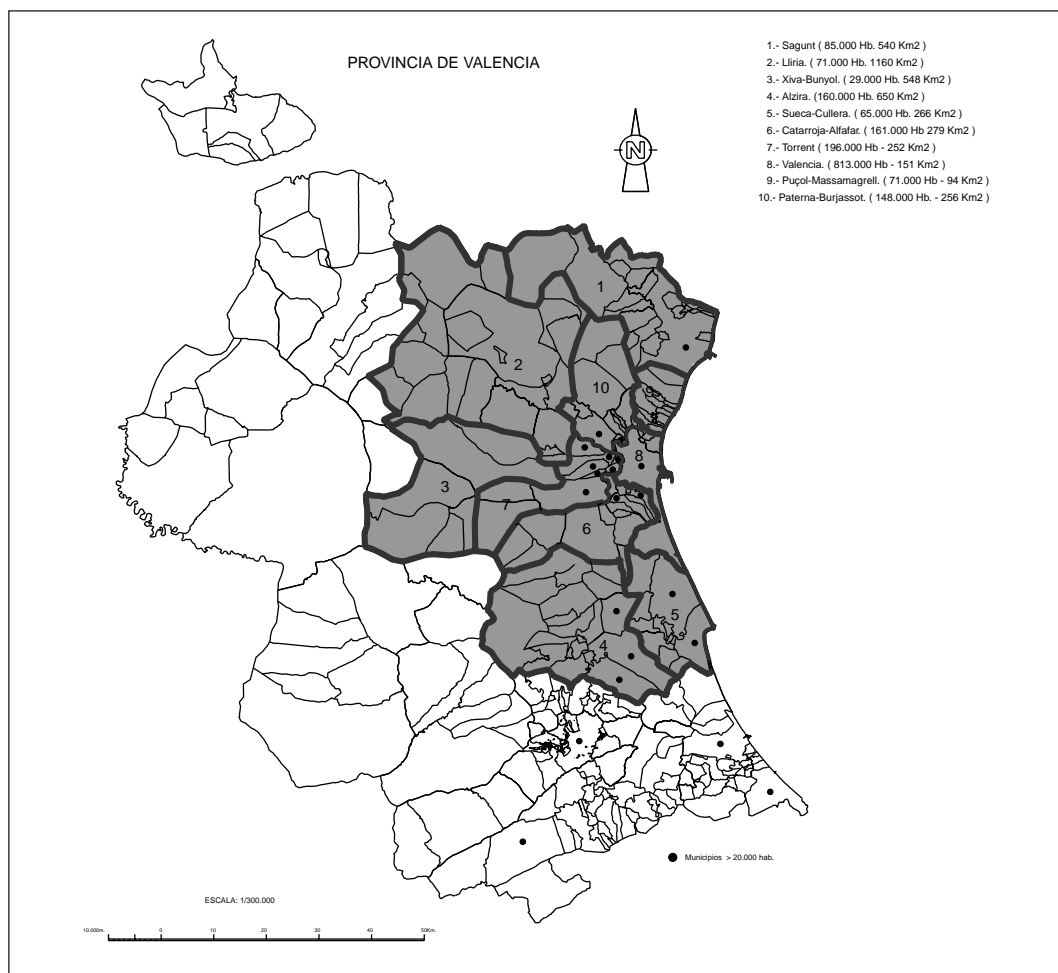 PROVINCIA DE VALENCIA
1.- Sagunt ( 85.000 Hb. 540 Km2 )
2.- Lliria. ( 71.000 Hb. 1160 Km2 )
3.- Xiva-Bunyol. ( 29.000 Hb. 548 Km2 )
4.- Alzira. (160.000 Hb. 650 Km2 )
5.- Sueca-Cullera. ( 65.000 Hb. 266 Km2 )
6.- Catarroja-Alfafar. ( 161.000 Hb 279 Km2 )
7.- Torrent ( 196.000 Hb - 252 Km2 )
8.- Valencia. ( 813.000 Hb - 151 Km2 )
9.- Puçol-Massamagrell. ( 71.000 Hb - 94 Km2 )
10.- Paterna-Burjassot. ( 148.000 Hb. - 256 Km2 )
N
1
2
10
9
8
3
7
6
5
4
Municipios > 20.000 hab.
ESCALA: 1/300.000
10.000m. 0 10 20 30 40 50Km.